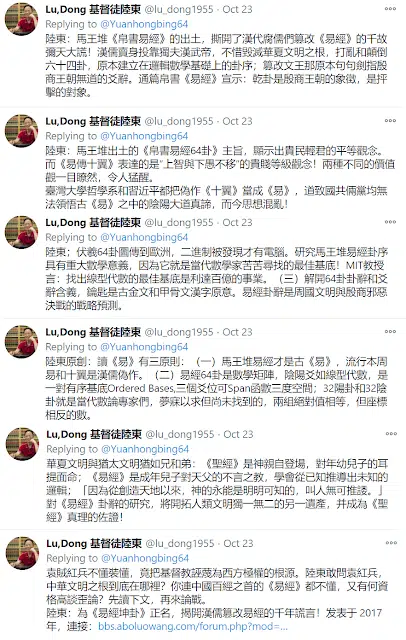 Lu,Dong 基督徒陸東 @lu_dong1955 · Oct 23
Replying to @Yuanhongbing64
陸東：馬王堆《帛書易經》的出土，撕開了漢代腐儒們篡改《易經》的千故
彌天大謊！漢儒賣身投靠獨夫漢武帝，不惜毀滅華夏文明之根，打亂和顛倒
六十四卦，原本建立在邏輯數學基礎上的卦序；篡改文王那原本句句劍指殷
商王朝無道的爻辭。通篇帛書《易經》宣示：乾卦是殷商王朝的象徵，是抨
擊的對象。
Lu,Dong 基督徒陸東 @lu_dong1955 · Oct 23
Replying to @Yuanhongbing64
陸東：馬王堆出土的《帛書易經64卦》主旨，顯示出貴民輕君的平等觀念。
而《易傳十翼》表達的是“上智與下愚不移”的貴賤等級觀念！兩種不同的價值
觀一目瞭然，令人猛醒。
臺灣大學哲學系和習近平都把偽作《十翼》當成《易》，道致國共倆黨均無
法領悟古《易》之中的陰陽大道真諦，而令思想混亂！
Lu,Dong 基督徒陸東 @lu_dong1955 · Oct 23
Replying to @Yuanhongbing64
陸東；伏義64卦圖傳到歐洲，二進制被發現才有電腦。研究馬王堆易經卦序
具有重大數學意義，因為它就是當代數學家苦苦尋找的最佳基底！MIT教授
言：找出線型代數的最佳基底是利達百億的事業。（三）解開64卦卦辭和爻
辭含義，鑰匙是古金文和甲骨文漢字原意。易經卦辭是周國文明與殷商邪惡
決戰的戰略預測。
Lu,Dong 基督徒陸東 @lu_dong1955 · Oct 23
Replying to @Yuanhongbing64
陸東原創：讀《易》有三原則：（一）馬王堆易經才是古《易》，流行本周
易和十翼是漢儒偽作。（二）易經64卦是數學矩陣，陰陽爻如線型代數，是
一對有序基底Ordered Bases,三個爻位可Span函數三度空間；32陽卦和32陰
卦就是當代數論專家們，夢寐以求但尚未找到的，兩組絕對值相等，但座標
相反的數。
Lu,Dong 基督徒陸東 @lu_dong1955 · Oct 23
Replying to @Yuanhongbing64
華夏文明與猶太文明猶如兄和弟：《聖經》是神親自登場，對年幼兒子的耳
提面命；《易經》是成年兒子對天父的不言之教，學會從已知推導出未知的
邏輯；「因為從創造天地以來，神的永能是明明可知的，叫人無可推諉。」
對《易經》卦辭的研究，將開拓人類文明獨一無二的另一遺產，并成為《聖
經》真理的佐證！
Lu,Dong 基督徒陸東 @lu_dong1955 · Oct 23
Replying to @Yuanhongbing64
袁賊紅兵不懂裝懂，竟把基督教誣蔑為西方極權的根源。陸東敢問袁紅兵，
中華文明之根到底在哪裡？你連中國百經之首的《易經》都不懂，又有何資
格高談歪論？先讀下文，再來論戰。
陸東：為《易經坤卦》正名，揭開漢儒篡改易經的千年謊言！发表于 2017
年，連接：bbs.aboluowang.com/forum.php?mod=...